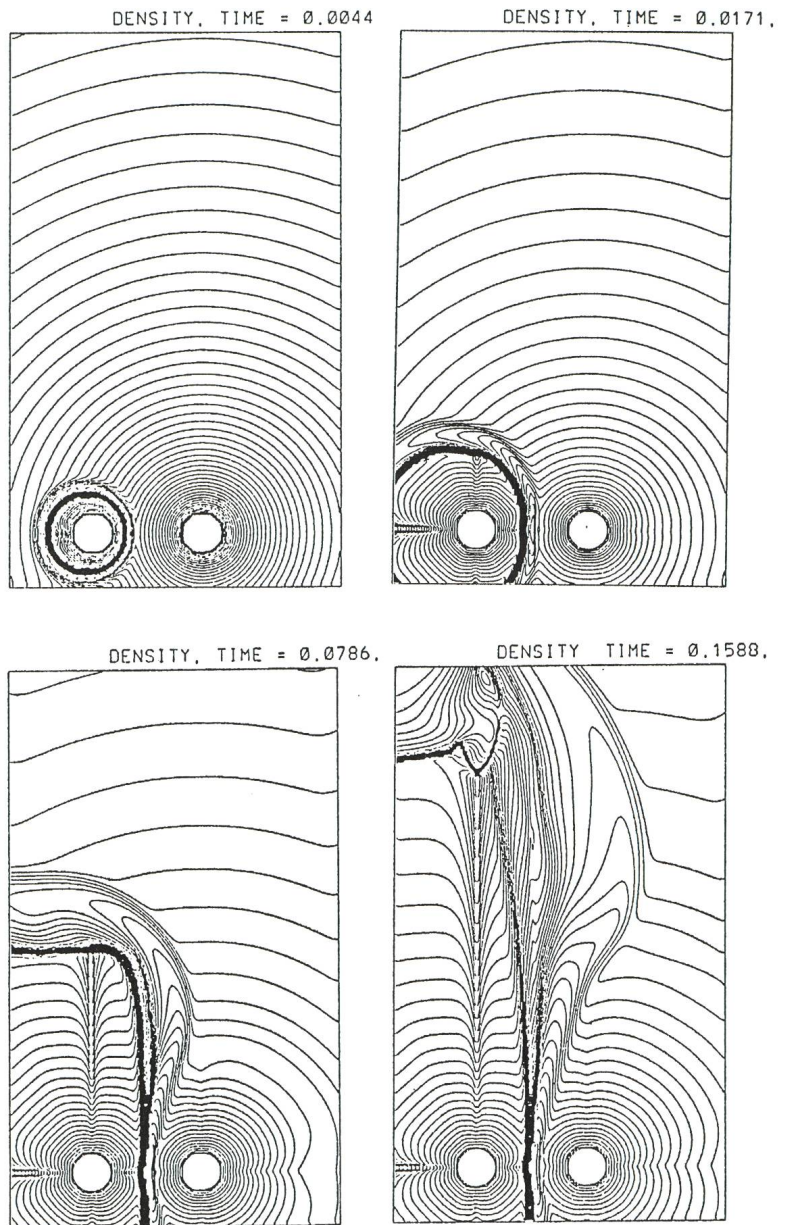 DENSITY, TIME = 0.0044
DENSITY, TIME = 0.0171,
DENSITY, TIME = 0.0786,
DENSITY TIME = 0.1588,